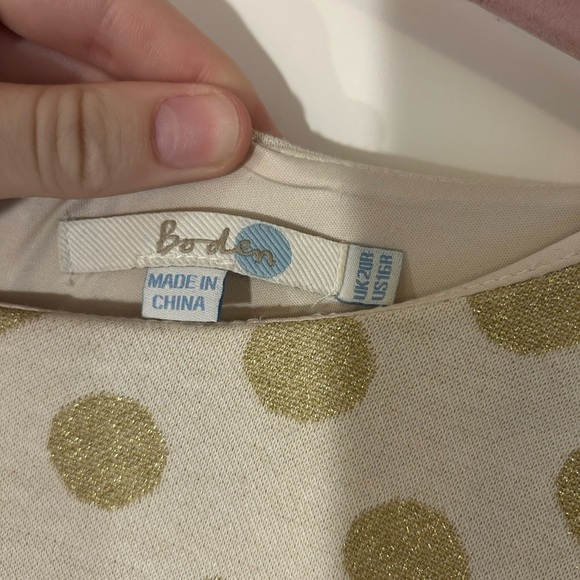 Boden
MADE IN
CHINA
UK20R
US16R